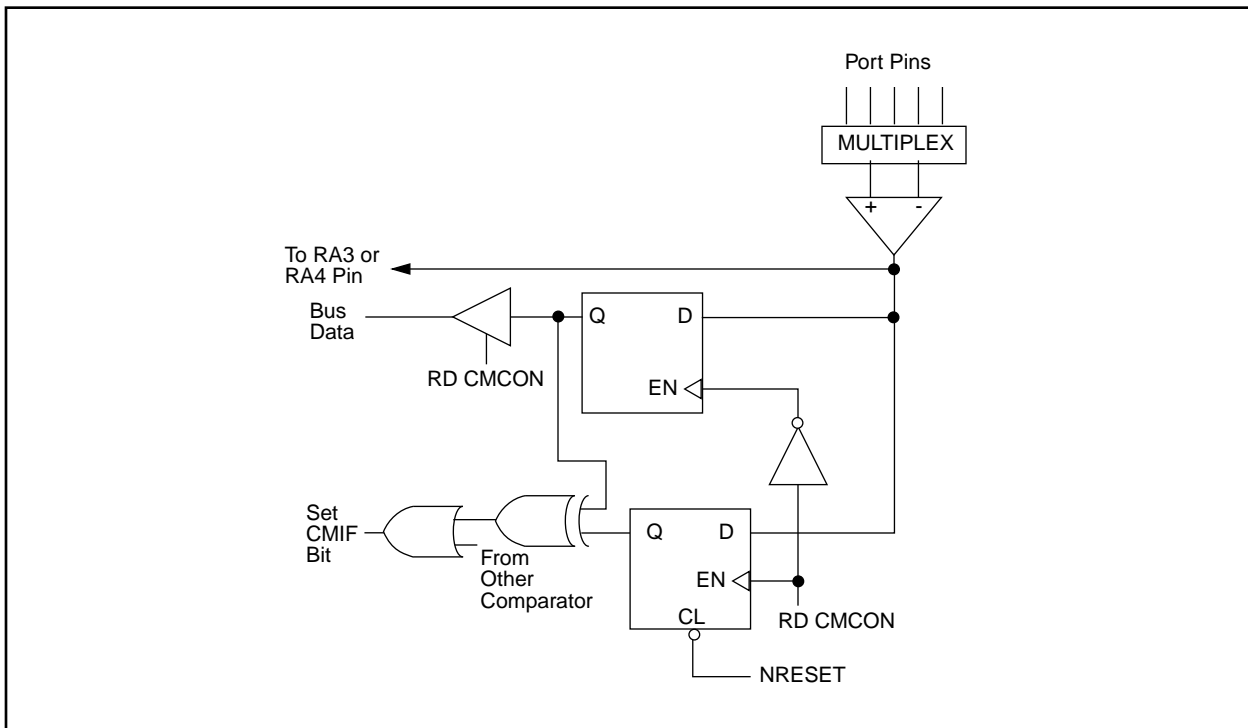 Port Pins
MULTIPLEX
+ -
To RA3 or
RA4 Pin
Bus
Data
Q D
EN
RD CMCON
Set
CMIF
Bit
From
Other
Comparator
Q D
EN
CL
RD CMCON
NRESET